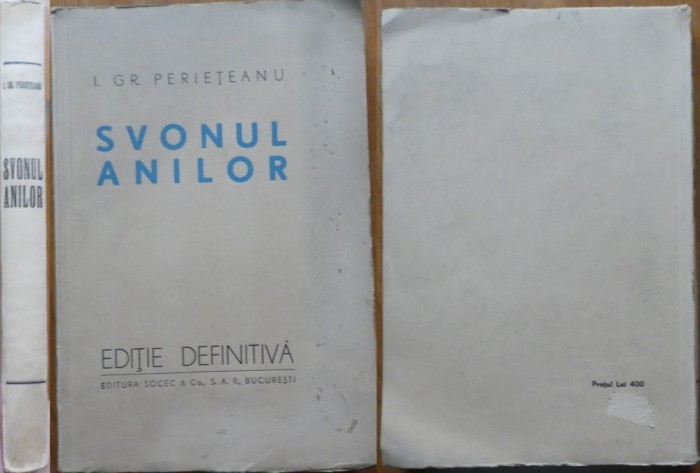 I. GR. PERIEȚEANU
SVONUL
ANILOR
I. GR. PERIEȚEANU
SVONUL
ANILOR
EDIȚIE DEFINITIVĂ
EDITURA SOCEC & Co., S. A. R., BUCUREȘTI
Prețul Lei 400